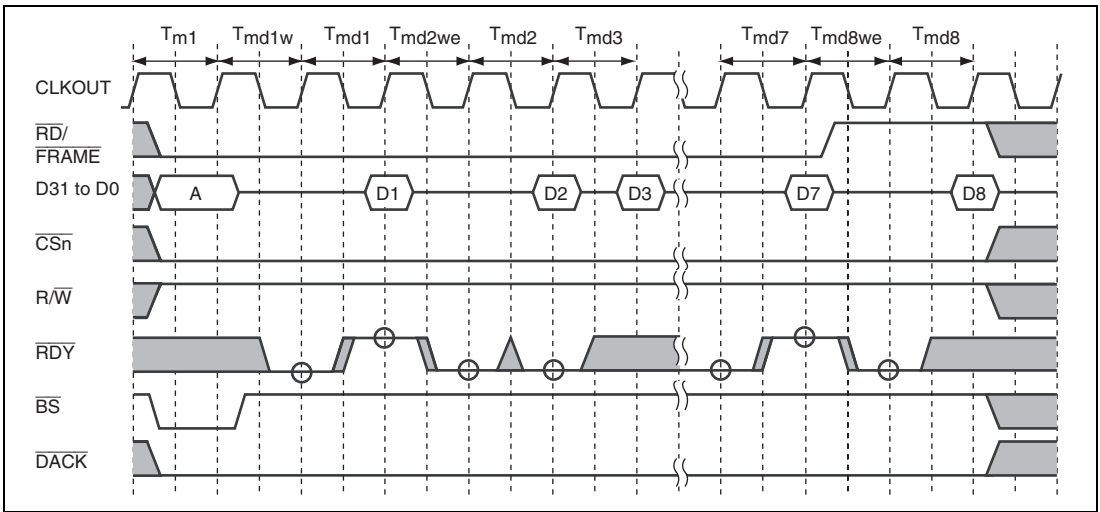 Tm1 Tmd1w Tmd1 Tmd2we Tmd2 Tmd3 Tmd7 Tmd8we Tmd8
CLKOUT
RD/
FRAME
D31 to D0 A D1 D2 D3 D7 D8
CSn
R/W
RDY
BS
DACK